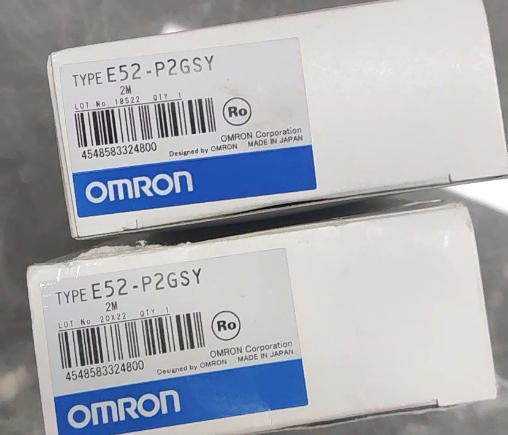 TYPE E52-P2GSY
2M
LOT No. 18522 QTY 1
Ro
4548583324800
OMRON Corporation
Designed by OMRON MADE IN JAPAN
OMRON
TYPE E52-P2GSY
2M
LOT No. 20X22 QTY 1
Ro
4548583324800
OMRON Corporation
Designed by OMRON MADE IN JAPAN
OMRON